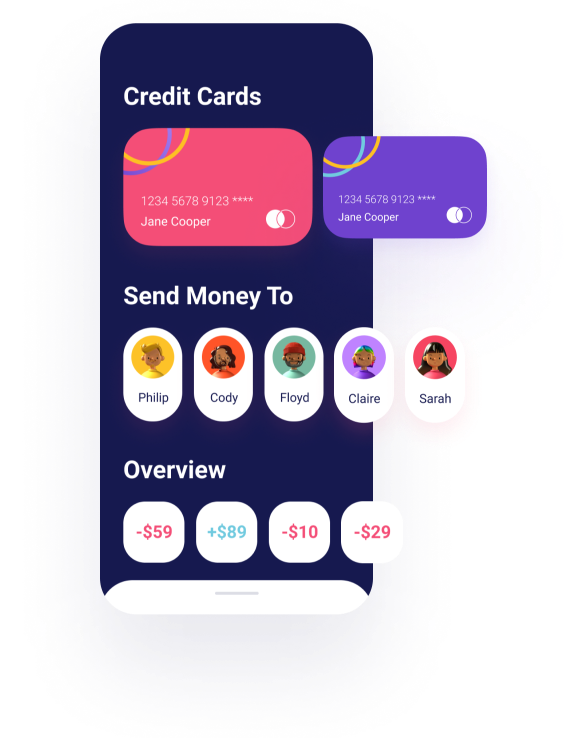 Credit Cards
1234 5678 9123 ****
Jane Cooper
1234 5678 9123 ****
Jane Cooper
Send Money To
Philip
Cody
Floyd
Claire
Sarah
Overview
-$59
+$89
-$10
-$29